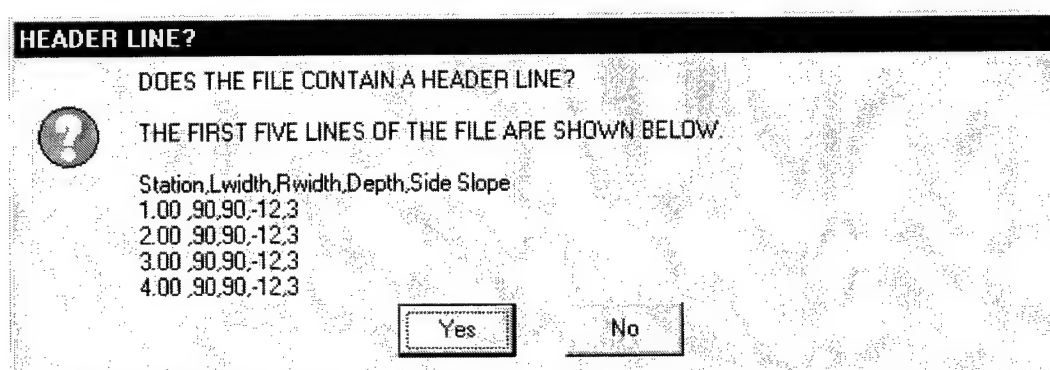 HEADER LINE?
DOES THE FILE CONTAIN A HEADER LINE?
THE FIRST FIVE LINES OF THE FILE ARE SHOWN BELOW.
Station,Lwidth,Rwidth,Depth,Side Slope
1.00 ,90,90,-12,3
2.00 ,90,90,-12,3
3.00 ,90,90,-12,3
4.00 ,90,90,-12,3
Yes No